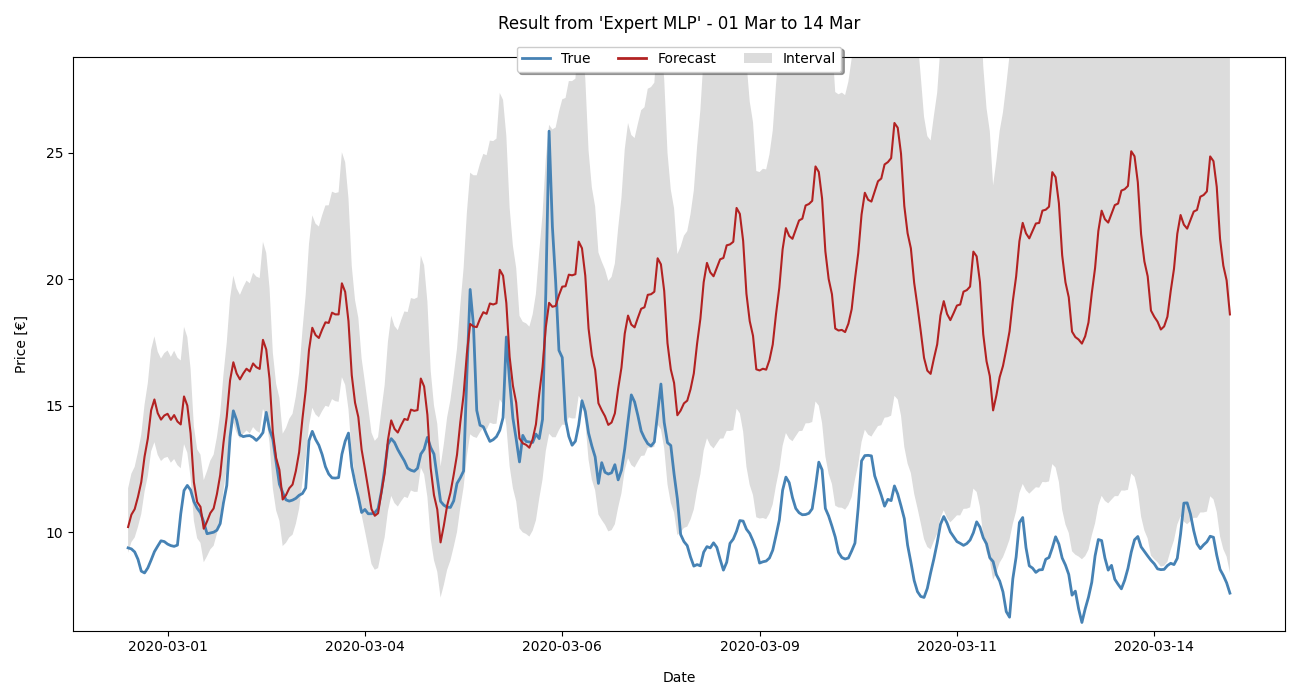 Result from 'Expert MLP' - 01 Mar to 14 Mar
True Forecast Interval
25
20
15
10
Price [€]
2020-03-01 2020-03-04 2020-03-06 2020-03-09 2020-03-11 2020-03-14
Date